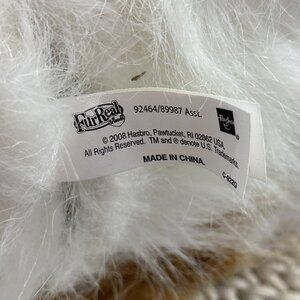 FurReal
Friends
92464/89987 Asst.
Hasbro
© 2008 Hasbro, Pawtucket, RI 02862 USA.
All Rights Reserved. TM and ® denote U.S. Trademarks.
MADE IN CHINA.
C-022D